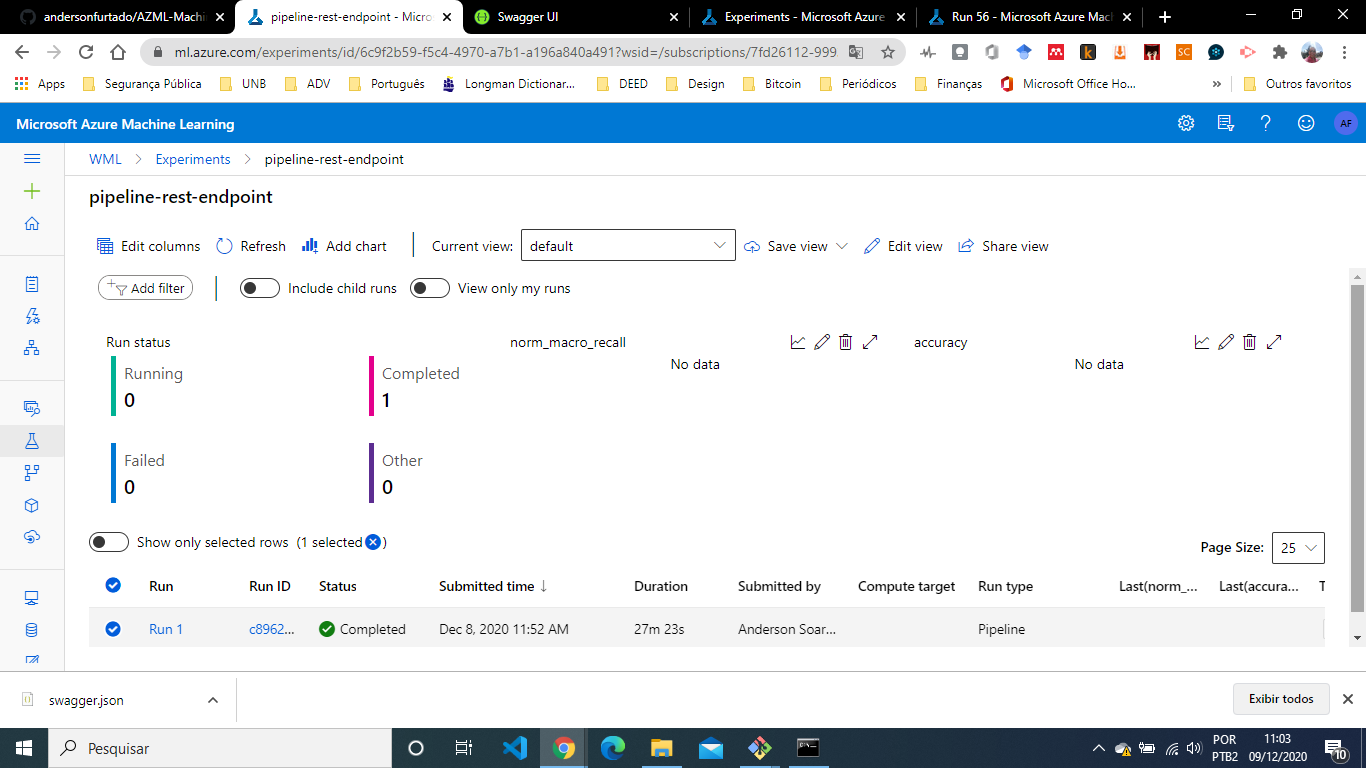 andersonfurtado/AZML-Machi
pipeline-rest-endpoint - Micro
Swagger UI
Experiments - Microsoft Azure
Run 56 - Microsoft Azure Mac
ml.azure.com/experiments/id/6c9f2b59-f5c4-4970-a7b1-a196a840a491?wsid=/subscriptions/7fd26112-999
Apps
Segurança Pública
UNB
ADV
Português
Longman Dictionar...
DEED
Design
Bitcoin
Periódicos
Finanças
Microsoft Office Ho...
»
Outros favoritos
Microsoft Azure Machine Learning
AF
WML > Experiments > pipeline-rest-endpoint
pipeline-rest-endpoint
Edit columns
Refresh
Add chart
Current view:
default
Save view
Edit view
Share view
Add filter
Include child runs
View only my runs
Run status
norm_macro_recall
accuracy
No data
No data
Running
0
Completed
1
Failed
0
Other
0
Show only selected rows (1 selected)
Page Size:
25
Run Run ID Status Submitted time ↓ Duration Submitted by Compute target Run type Last(norm_... Last(accura... T
Run 1 c8962... Completed Dec 8, 2020 11:52 AM 27m 23s Anderson Soar... Pipeline
swagger.json
Exibir todos
Pesquisar
POR
PTB2
11:03
09/12/2020
10